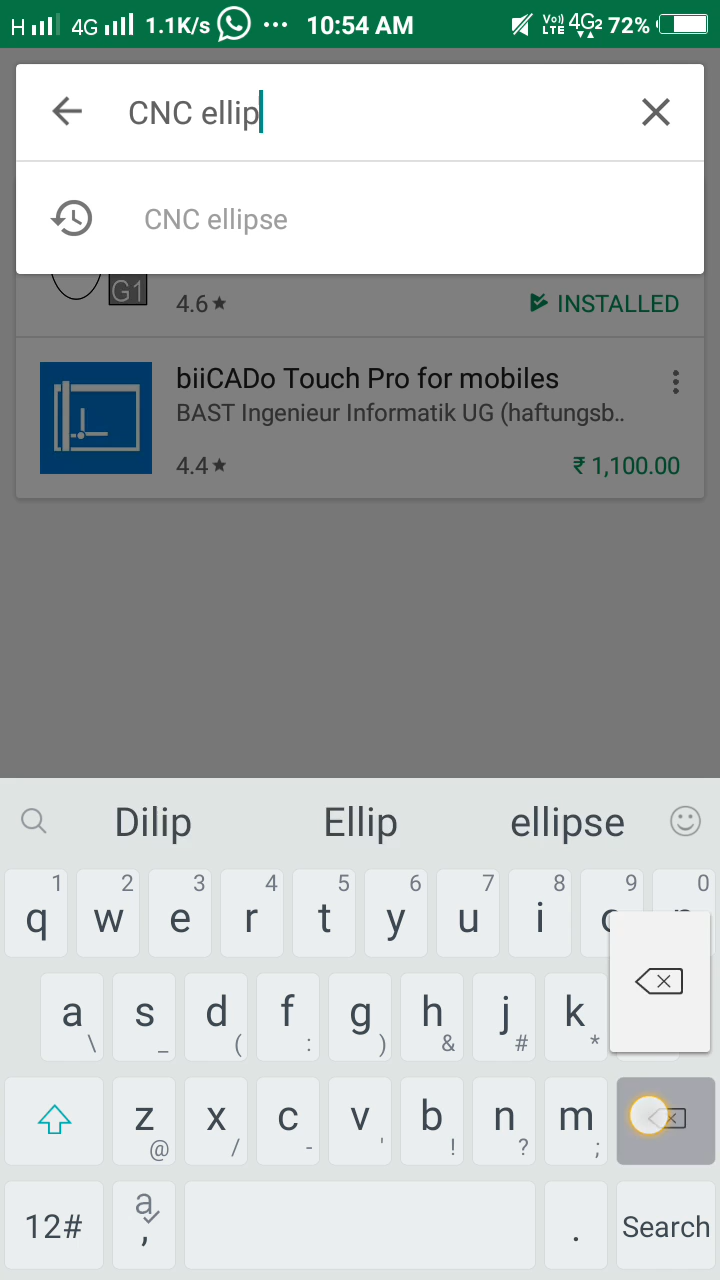 H 4G 1.1K/s ... 10:54 AM Vo)) LTE 4G2 72%
CNC ellip
CNC ellipse
G1
4.6★ INSTALLED
biiCADo Touch Pro for mobiles
BAST Ingenieur Informatik UG (haftungsb..
4.4★ ₹ 1,100.00
Dilip Ellip ellipse
1 2 3 4 5 6 7 8 9 0
q w e r t y u i
a s d f g h j k
\ _ ( : ) & # *
z x c v b n m
@ / - ' ! ? ;
12# a , . Search